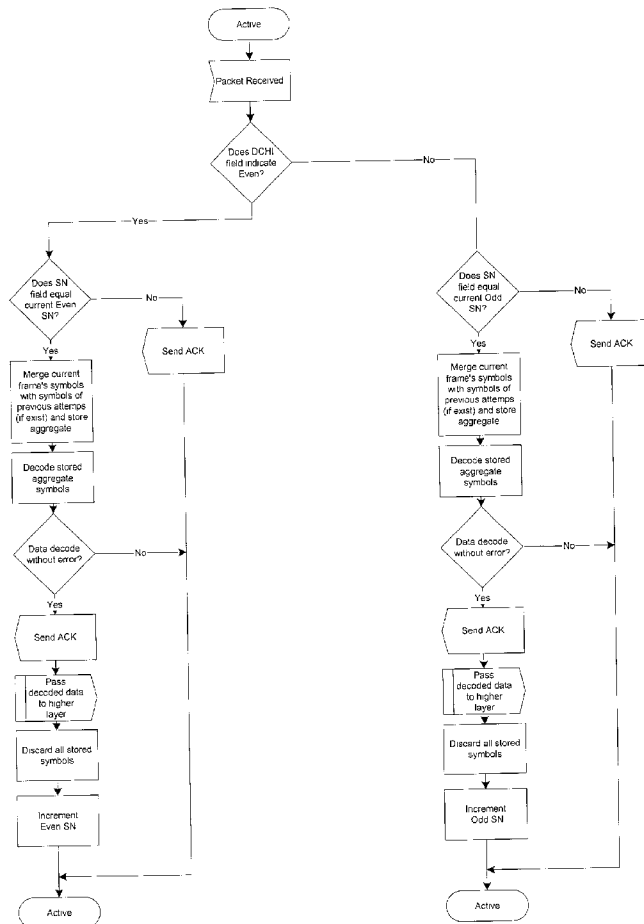 Active
Packet Received
Does DCHI
field indicate
Even?
No
Yes
Does SN
field equal
current Even
SN?
No
Send ACK
Yes
Merge current
frame's symbols
with symbols of
previous attemps
(if exist) and store
aggregate
Decode stored
aggregate
symbols
Data decode
without error?
No
Yes
Send ACK
Pass
decoded data
to higher
layer
Discard all stored
symbols
Increment
Even SN
Active
Does SN
field equal
current Odd
SN?
No
Send ACK
Yes
Merge current
frame's symbols
with symbols of
previous attemps
(if exist) and store
aggregate
Decode stored
aggregate
symbols
Data decode
without error?
No
Yes
Send ACK
Pass
decoded data
to higher
layer
Discard all stored
symbols
Increment
Odd SN
Active